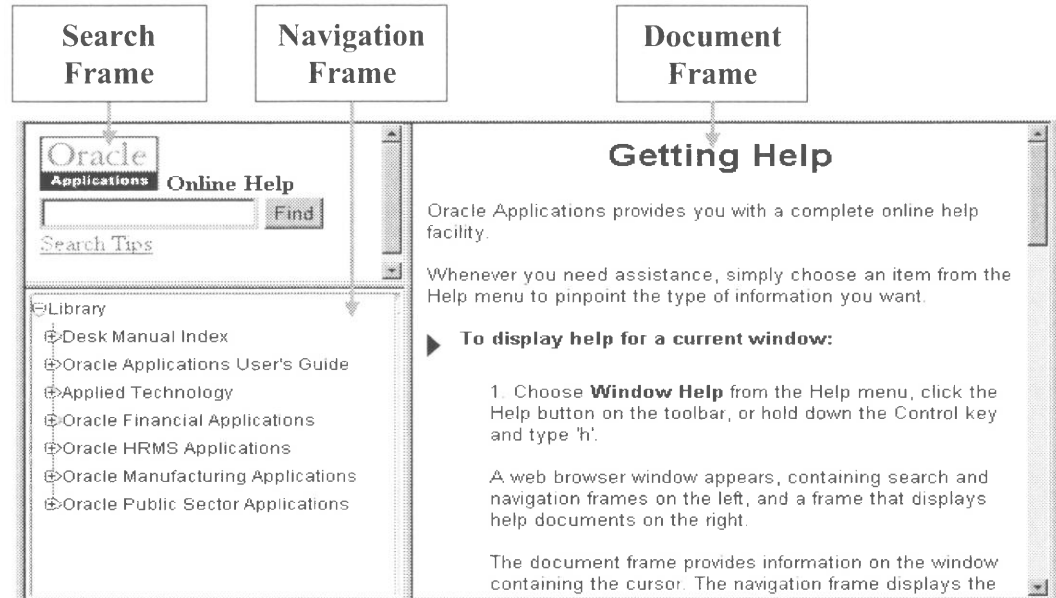 Search
Frame
Navigation
Frame
Document
Frame
Oracle
Applications Online Help
Find
Search Tips
Library
Desk Manual Index
Oracle Applications User's Guide
Applied Technology
Oracle Financial Applications
Oracle HRMS Applications
Oracle Manufacturing Applications
Oracle Public Sector Applications
Getting Help
Oracle Applications provides you with a complete online help
facility.
Whenever you need assistance, simply choose an item from the
Help menu to pinpoint the type of information you want.
To display help for a current window:
1. Choose Window Help from the Help menu, click the
Help button on the toolbar, or hold down the Control key
and type 'h'.
A web browser window appears, containing search and
navigation frames on the left, and a frame that displays
help documents on the right.
The document frame provides information on the window
containing the cursor. The navigation frame displays the